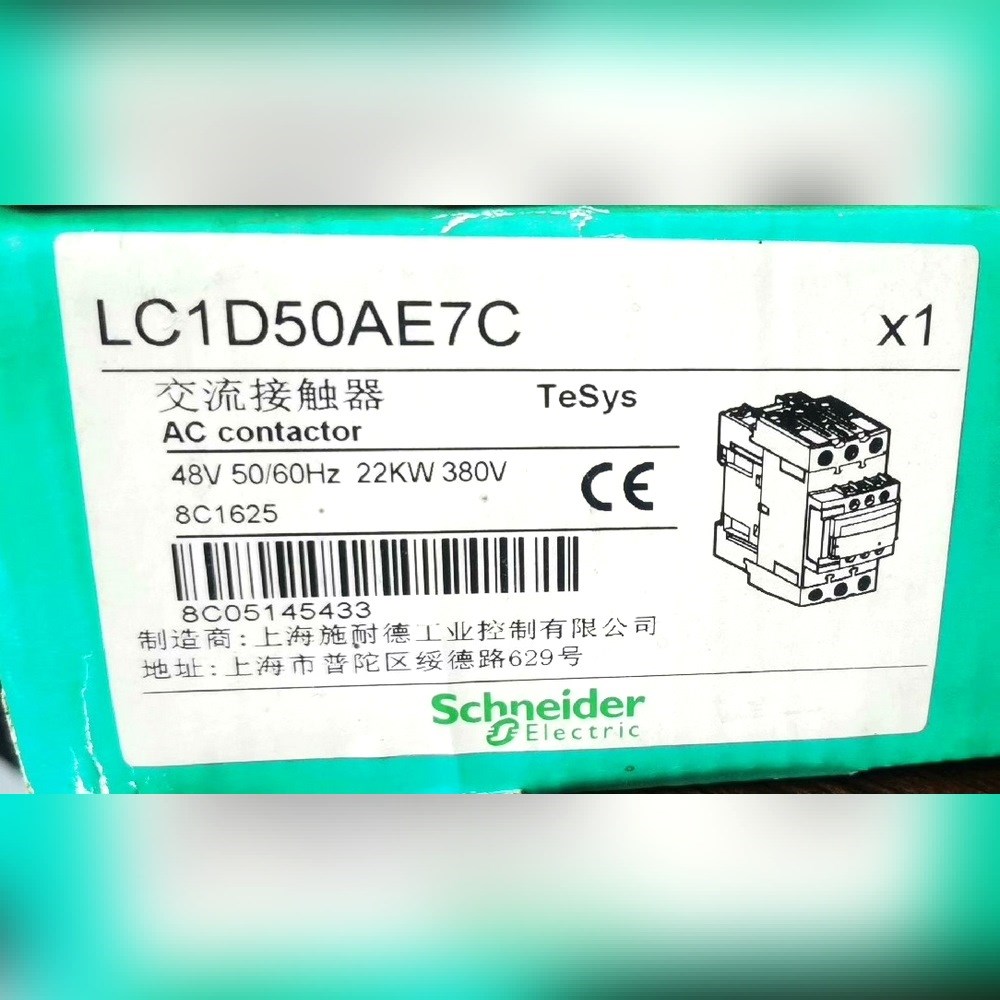 LC1D50AE7C x1
交流接触器 TeSys
AC contactor
48V 50/60Hz 22KW 380V CE
8C1625
8C05145433
制造商:上海施耐德工业控制有限公司
地址:上海市普陀区绥德路629号
Schneider
Electric